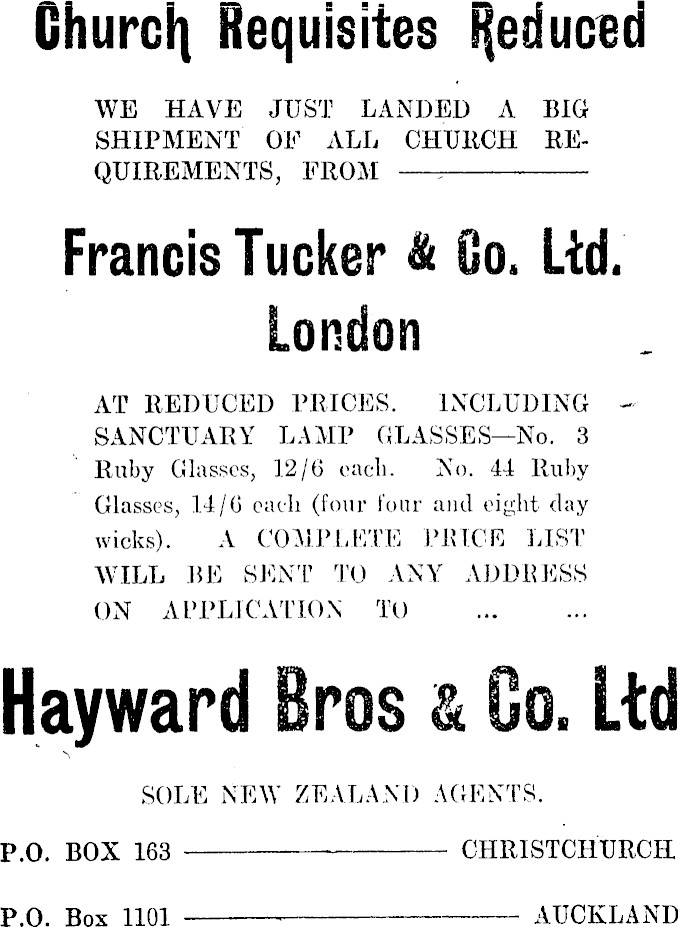 Church Requisites Reduced
WE HAVE JUST LANDED A BIG
SHIPMENT OF ALL CHURCH RE-
QUIREMENTS, FROM
Francis Tucker & Co. Ltd.
London
AT REDUCED PRICES. INCLUDING
SANCTUARY LAMP GLASSES—No. 3
Ruby Glasses, 12/6 each. No. 44 Ruby
Glasses, 14/6 each (four four and eight day
wicks). A COMPLETE PRICE LIST
WILL BE SENT TO ANY ADDRESS
ON APPLICATION TO ... ...
Hayward Bros & Co. Ltd
SOLE NEW ZEALAND AGENTS.
P.O. BOX 163 ——— CHRISTCHURCH
P.O. Box 1101 ——— AUCKLAND